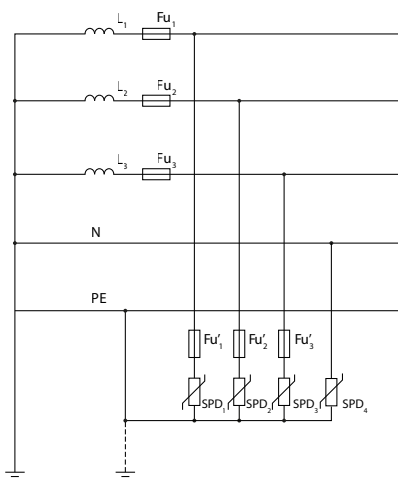 L₁ Fu₁
L₂ Fu₂
L₃ Fu₃
N
PE
Fu'₁ Fu'₂ Fu'₃
SPD₁ SPD₂ SPD₃ SPD₄